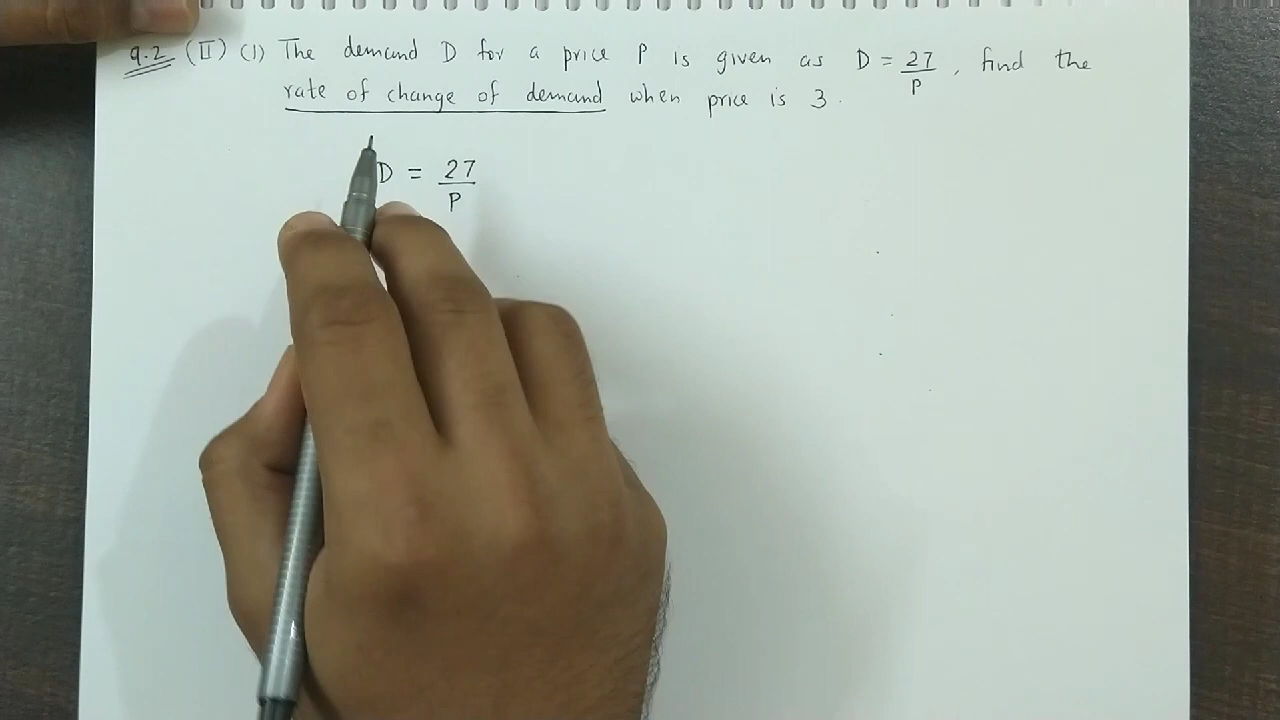 Q.2 (II) (1) The demand D for a price P is given as D = 27/P , find the
rate of change of demand when price is 3.
D = 27/P